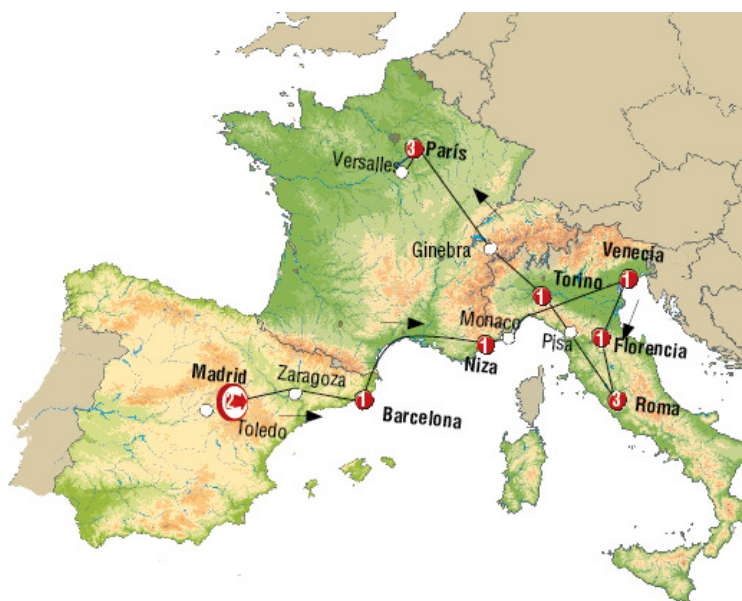 3
París
Versalles
Ginebra
Venecia
1
Torino
1
Monaco
Pisa
1
Florencia
1
Niza
Madrid
2
Zaragoza
Toledo
1
Barcelona
3
Roma